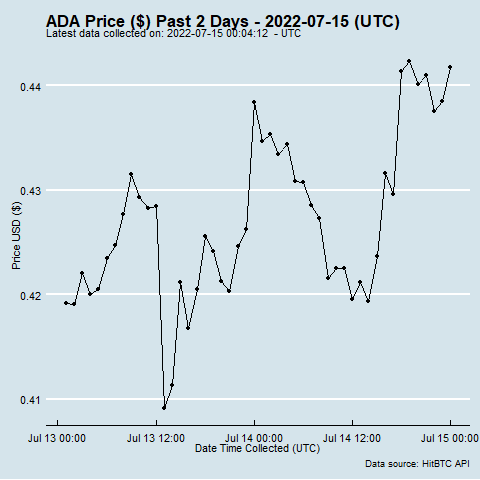 ADA Price ($) Past 2 Days - 2022-07-15 (UTC)
Latest data collected on: 2022-07-15 00:04:12  - UTC
Price USD ($)
0.44
0.43
0.42
0.41
Jul 13 00:00 Jul 13 12:00 Jul 14 00:00 Jul 14 12:00 Jul 15 00:00
Date Time Collected (UTC)
Data source: HitBTC API